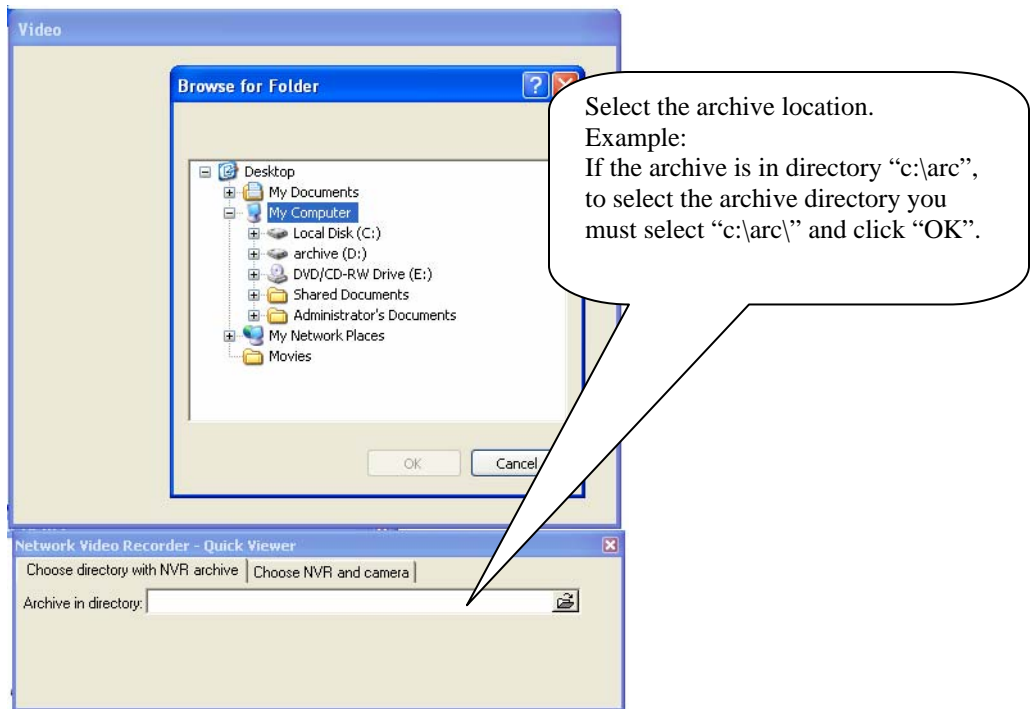 Video
Browse for Folder
Desktop
My Documents
My Computer
Local Disk (C:)
archive (D:)
DVD/CD-RW Drive (E:)
Shared Documents
Administrator's Documents
My Network Places
Movies
OK
Cancel
Select the archive location.
Example:
If the archive is in directory “c:\arc”,
to select the archive directory you
must select “c:\arc\” and click “OK”.
Network Video Recorder - Quick Viewer
Choose directory with NVR archive
Choose NVR and camera
Archive in directory: